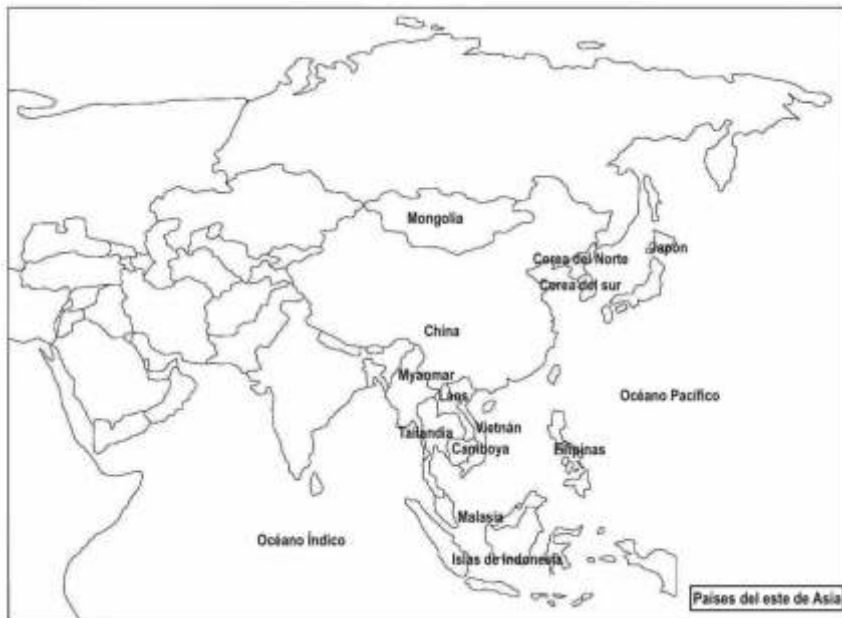 Mongolia
Japón
Corea del Norte
Corea del sur
China
Myaomar
Laos
Océano Pacífico
Tailandia
Vietnán
Camboya
Filipinas
Malasia
Océano Índico
Islas de Indonesia
Países del este de Asia